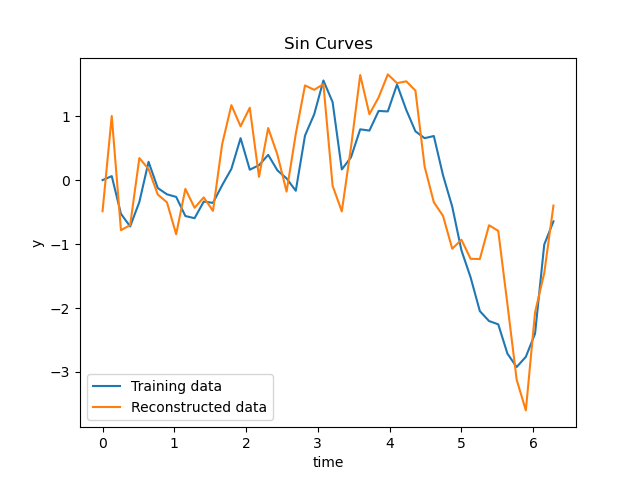 Sin Curves
y
1
0
−1
−2
−3
Training data
Reconstructed data
0 1 2 3 4 5 6
time